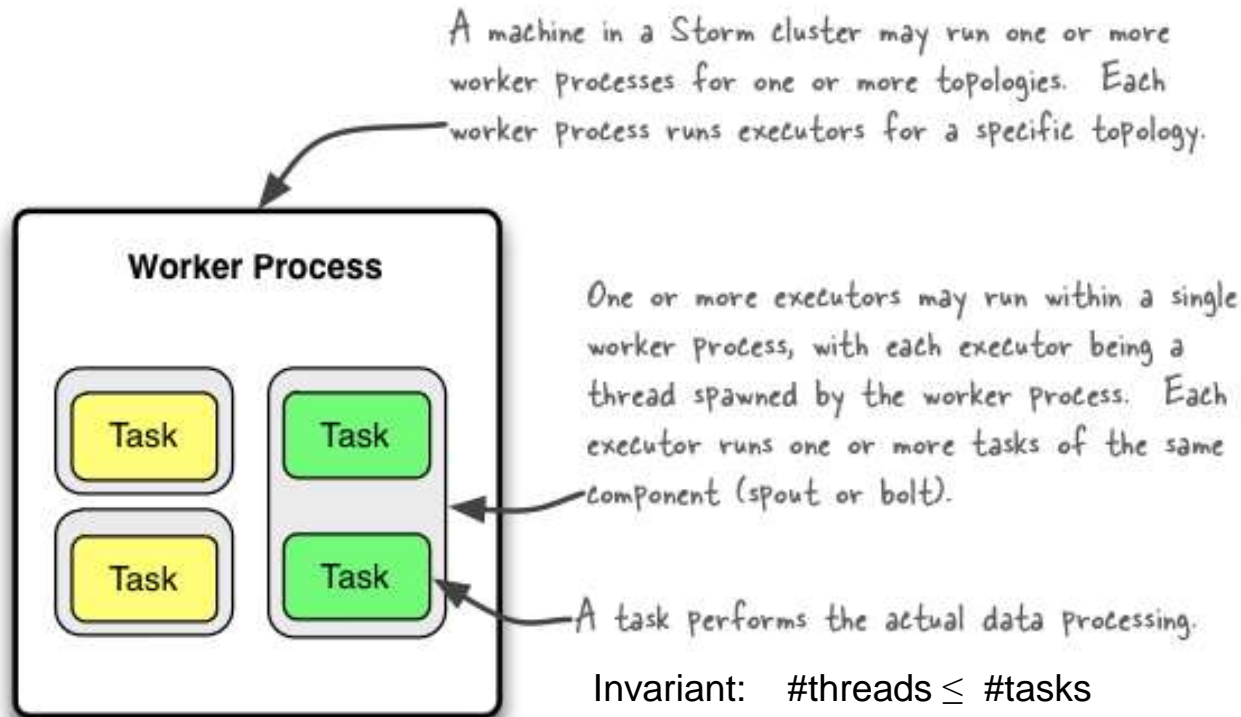 A machine in a Storm cluster may run one or more
worker processes for one or more topologies. Each
worker process runs executors for a specific topology.
Worker Process
One or more executors may run within a single
worker process, with each executor being a
thread spawned by the worker process. Each
executor runs one or more tasks of the same
component (spout or bolt).
Task
Task
Task
Task
A task performs the actual data processing.
Invariant: #threads ≤ #tasks